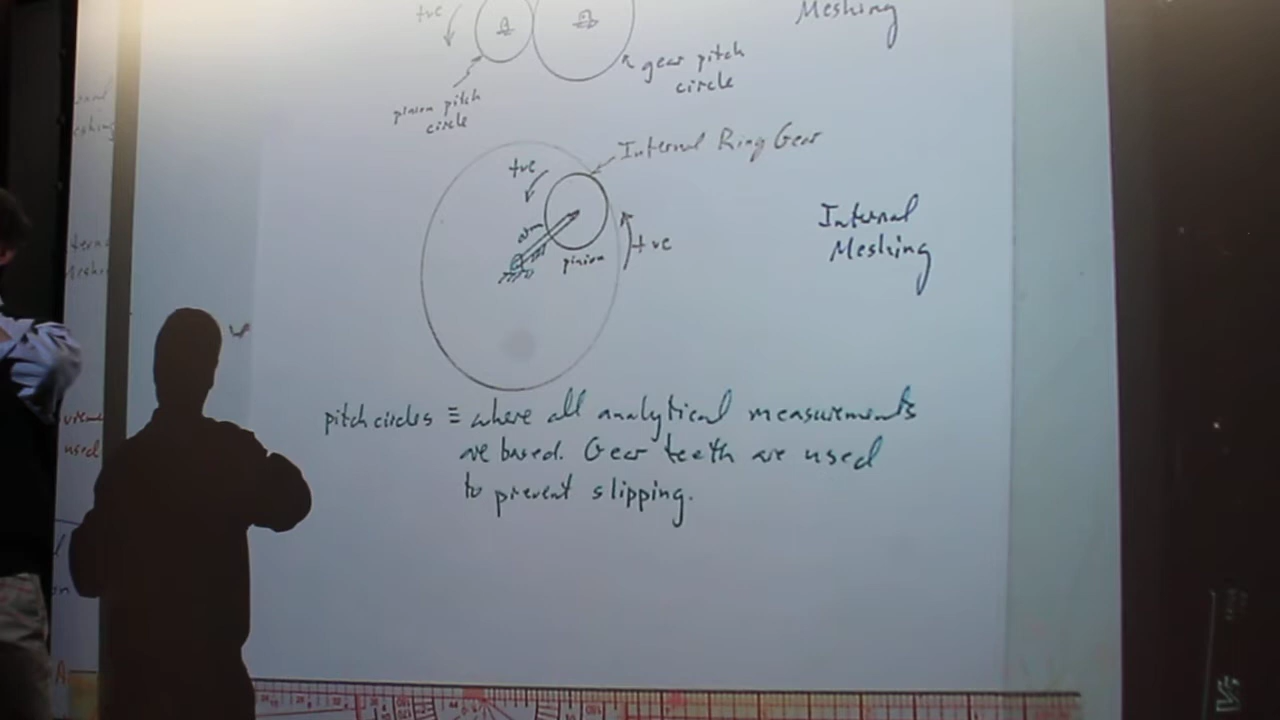 +ve
Meshing
gear pitch
circle
pinion pitch
circle
Internal Ring Gear
+ve
+ve
pinion
Internal
Meshing
pitch circles ≡ where all analytical measurements
are based. Gear teeth are used
to prevent slipping.
used